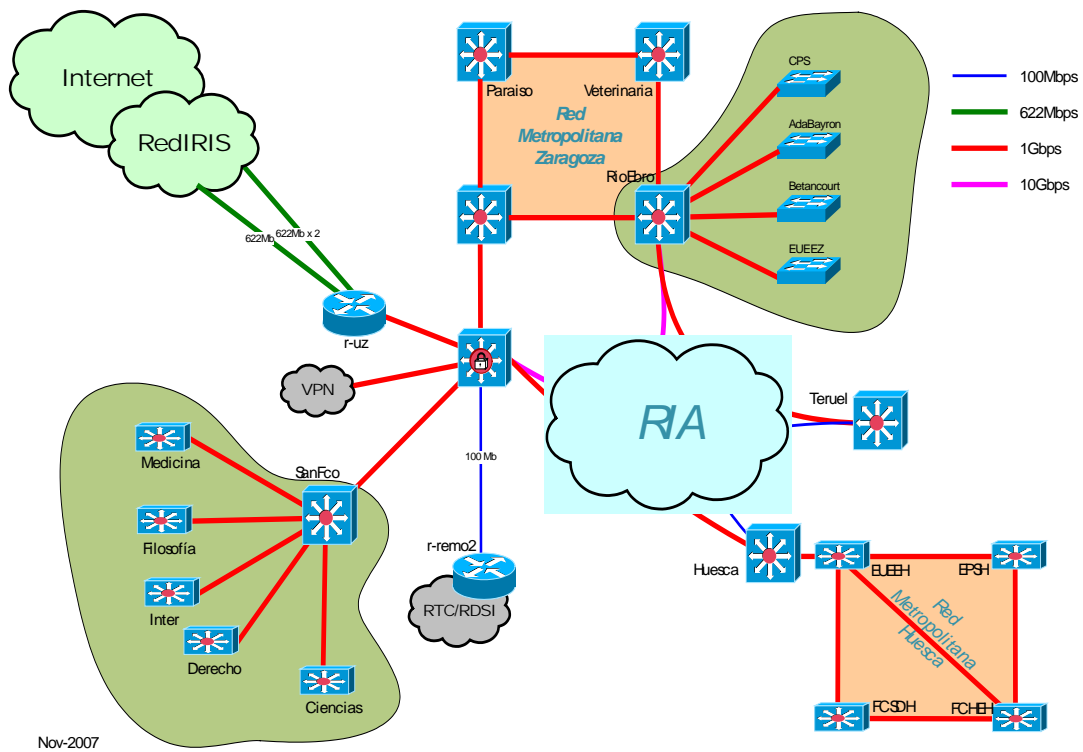 Internet
RedIRIS
622Mb
622Mb x 2
r-uz
VPN
Paraiso
Veterinaria
Red
Metropolitana
Zaragoza
RioEbro
CPS
AdaBayron
Betancourt
EUEEZ
100Mbps
622Mbps
1Gbps
10Gbps
RIA
Teruel
Medicina
SanFco
Filosofía
Inter
Derecho
Ciencias
100 Mb
r-remo2
RTC/RDSI
Huesca
EUEEH
EPSH
Red
Metropolitana
Huesca
FCSDH
FCHEH
Nov-2007